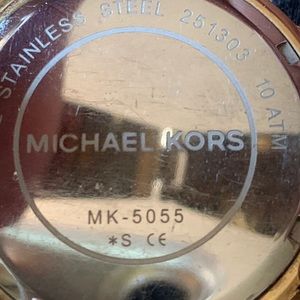 STAINLESS STEEL 251303 10 ATM
MICHAEL KORS
MK-5055
*S CE